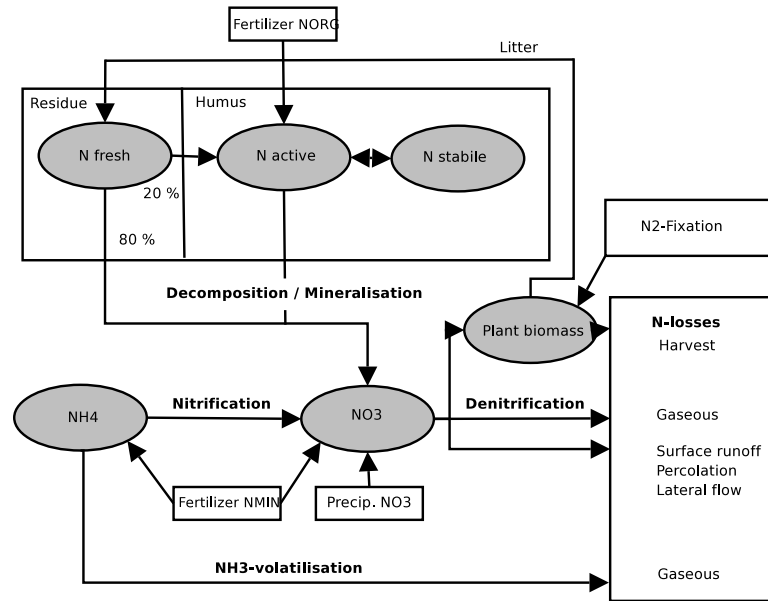 Fertilizer NORG
Litter
Residue
Humus
N fresh
N active
N stabile
20 %
80 %
N2-Fixation
Decomposition / Mineralisation
Plant biomass
N-losses
Harvest
NH4
Nitrification
NO3
Denitrification
Gaseous
Surface runoff
Percolation
Lateral flow
Fertilizer NMIN
Precip. NO3
NH3-volatilisation
Gaseous